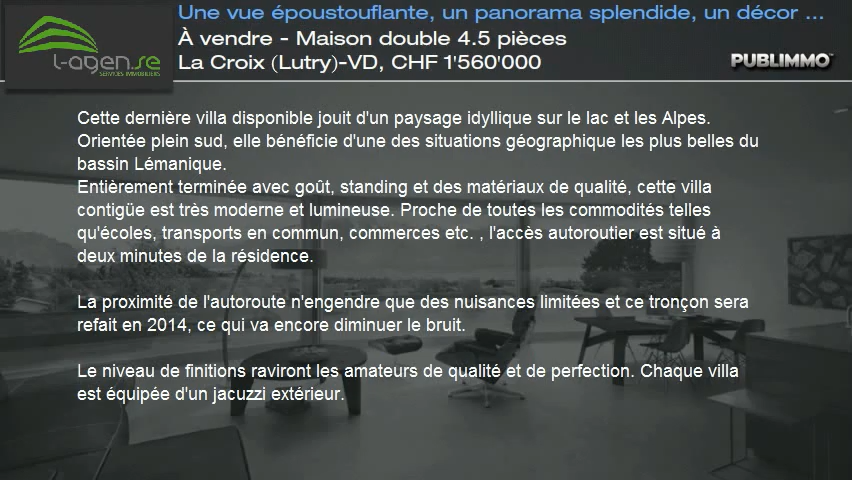 Une vue époustouflante, un panorama splendide, un décor ...
À vendre - Maison double 4.5 pièces
La Croix (Lutry)-VD, CHF 1'560'000
l-agen.se
SERVICES IMMOBILIERS
PUBLIMMO
Cette dernière villa disponible jouit d'un paysage idyllique sur le lac et les Alpes.
Orientée plein sud, elle bénéficie d'une des situations géographique les plus belles du
bassin Lémanique.
Entièrement terminée avec goût, standing et des matériaux de qualité, cette villa
contigüe est très moderne et lumineuse. Proche de toutes les commodités telles
qu'écoles, transports en commun, commerces etc. , l'accès autoroutier est situé à
deux minutes de la résidence.
La proximité de l'autoroute n'engendre que des nuisances limitées et ce tronçon sera
refait en 2014, ce qui va encore diminuer le bruit.
Le niveau de finitions raviront les amateurs de qualité et de perfection. Chaque villa
est équipée d'un jacuzzi extérieur.